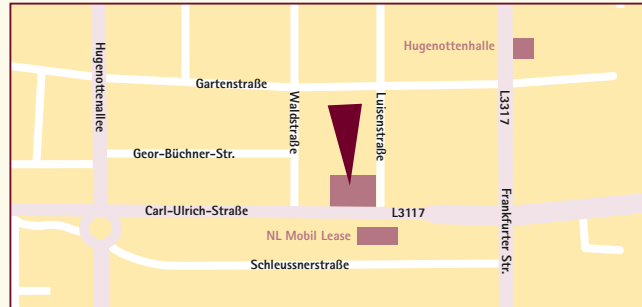 Hugenottenhalle
Hugenottenallee
Gartenstraße
Waldstraße
Luisenstraße
L3317
Geor-Büchner-Str.
Carl-Ulrich-Straße
L3117
Frankfurter Str.
NL Mobil Lease
Schleussnerstraße